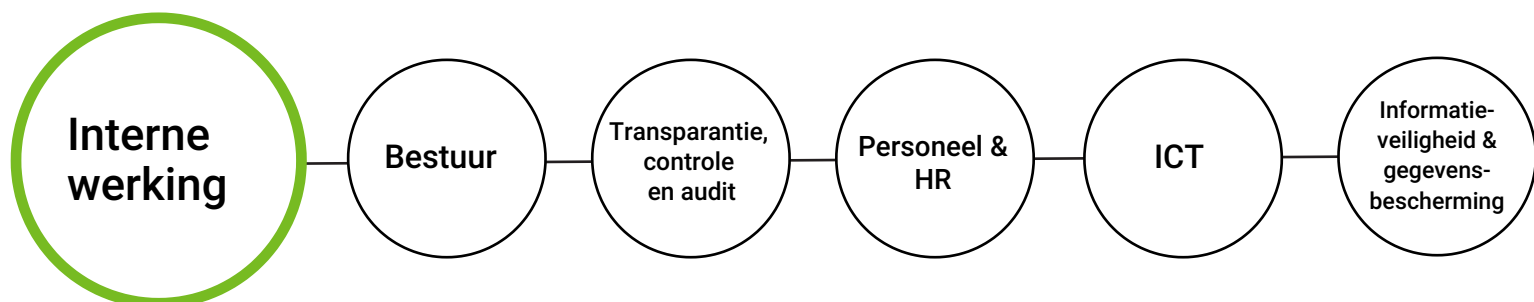 Interne
werking
Bestuur
Transparantie,
controle
en audit
Personeel &
HR
ICT
Informatie-
veiligheid &
gegevens-
bescherming